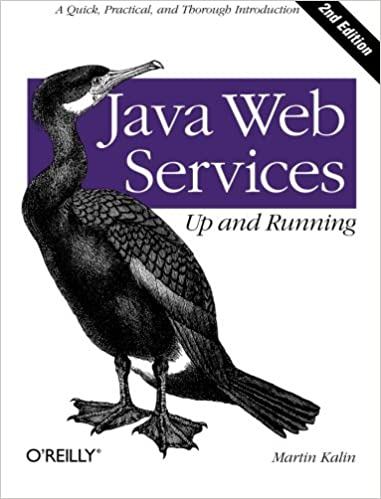 A Quick, Practical, and Thorough Introduction
2nd Edition
Java Web
Services
Up and Running
O'REILLY®
Martin Kalin